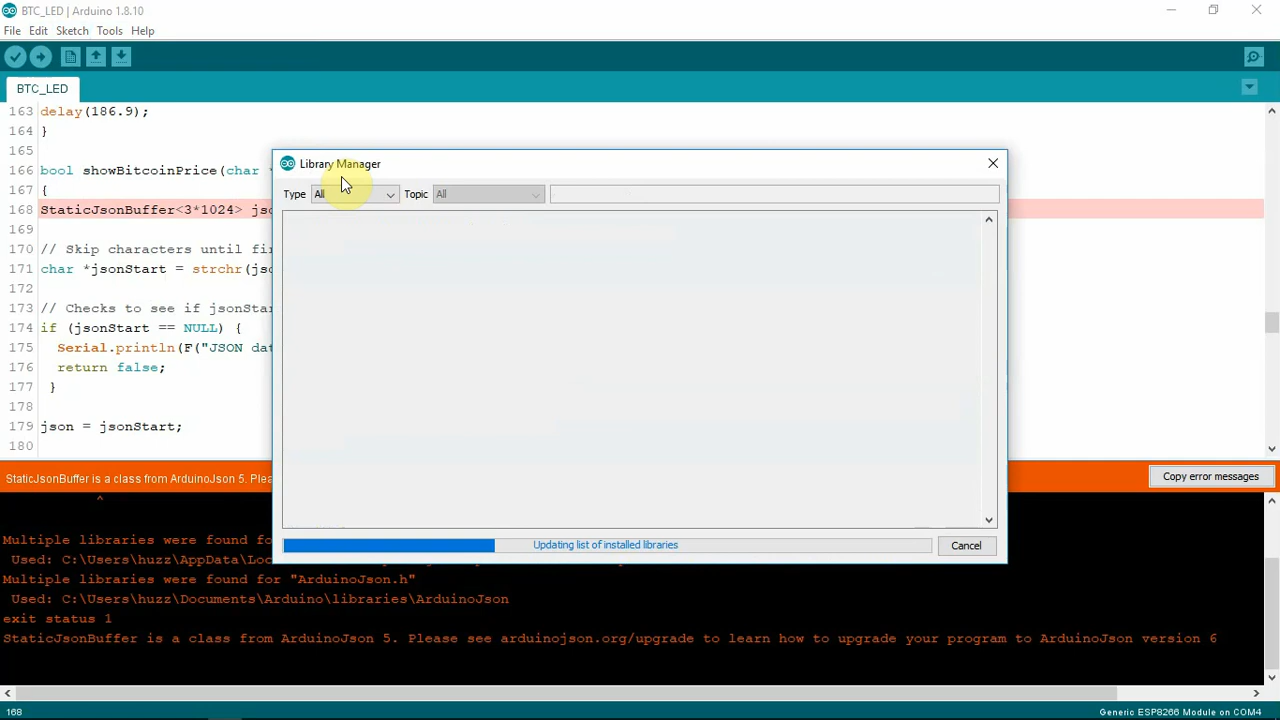 BTC_LED | Arduino 1.8.10
File Edit Sketch Tools Help
BTC_LED
163 delay(186.9);
164 }
165
166 bool showBitcoinPrice(char
167 {
168 StaticJsonBuffer<3*1024> jso
169
170 // Skip characters until fi
171 char *jsonStart = strchr(jso
172
173 // Checks to see if jsonStar
174 if (jsonStart == NULL) {
175 Serial.println(F("JSON dat
176 return false;
177 }
178
179 json = jsonStart;
180
Library Manager
Type All Topic All
Updating list of installed libraries
Cancel
StaticJsonBuffer is a class from ArduinoJson 5. Plea
Copy error messages
^
Multiple libraries were found fo
Used: C:\Users\huzz\AppData\Loc
Multiple libraries were found for "ArduinoJson.h"
Used: C:\Users\huzz\Documents\Arduino\libraries\ArduinoJson
exit status 1
StaticJsonBuffer is a class from ArduinoJson 5. Please see arduinojson.org/upgrade to learn how to upgrade your program to ArduinoJson version 6
168
Generic ESP8266 Module on COM4